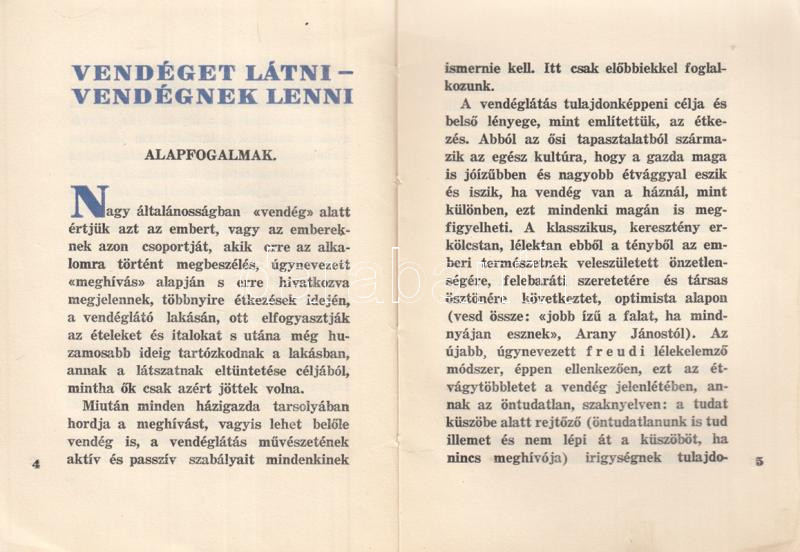 VENDÉGET LÁTNI –
VENDÉGNEK LENNI
ALAPFOGALMAK.
Nagy általánosságban «vendég» alatt
értjük azt az embert, vagy az emberek-
nek azon csoportját, akik erre az alka-
lomra történt megbeszélés, úgynevezett
«meghívás» alapján s erre hivatkozva
megjelennek, többnyire étkezések idején,
a vendéglátó lakásán, ott elfogyasztják
az ételeket és italokat s utána még hu-
zamosabb ideig tartózkodnak a lakásban,
annak a látszatnak eltüntetése céljából,
mintha ők csak azért jöttek volna.
Miután minden házigazda tarsolyában
hordja a meghívást, vagyis lehet belőle
vendég is, a vendéglátás művészetének
aktív és passzív szabályait mindenkinek
4
ismernie kell. Itt csak előbbiekkel foglal-
kozunk.
A vendéglátás tulajdonképpeni célja és
belső lényege, mint említettük, az étke-
zés. Abból az ősi tapasztalatból szárma-
zik az egész kultúra, hogy a gazda maga
is jóízűbben és nagyobb étvággyal eszik
és iszik, ha vendég van a háznál, mint
különben, ezt mindenki magán is meg-
figyelheti. A klasszikus, keresztény er-
kölcstan, lélektan ebből a tényből az em-
beri természetnek veleszületett önzetlen-
ségére, felebaráti szeretetére és társas
ösztönére következtet, optimista alapon
(vesd össze: «jobb ízű a falat, ha mind-
nyájan esznek», Arany Jánostól). Az
újabb, úgynevezett freudi lélekelemző
módszer, éppen ellenkezően, ezt az ét-
vágytöbbletet a vendég jelenlétében, an-
nak az öntudatlan, szaknyelven: a tudat
küszöbe alatt rejtőző (öntudatlanunk is tud
illemet és nem lépi át a küszöböt, ha
nincs meghívója) irigységnek tulajdo-
5